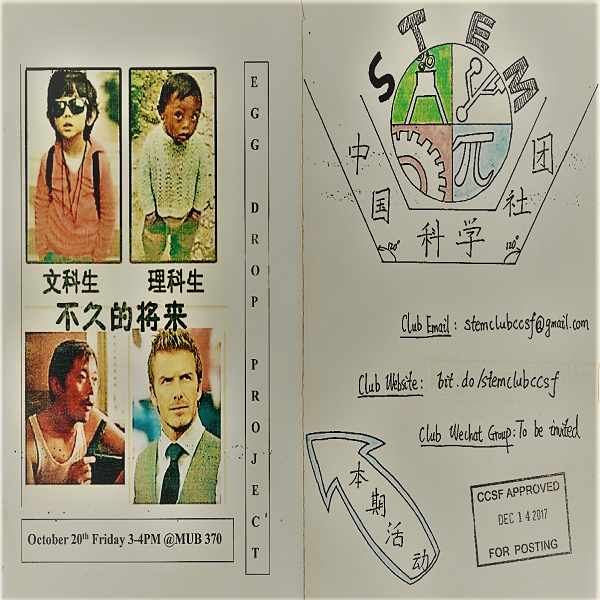 文科生 理科生
不久的将来
October 20th Friday 3-4PM @MUB 370
EGG DROP PROJECT
STEM
中国科学社团
120° 120°
Club Email : stemclubccsf@gmail.com
Club Website: bit.do/stemclubccsf
Club Wechat Group: To be invited
本期活动
CCSF APPROVED
DEC 14 2017
FOR POSTING